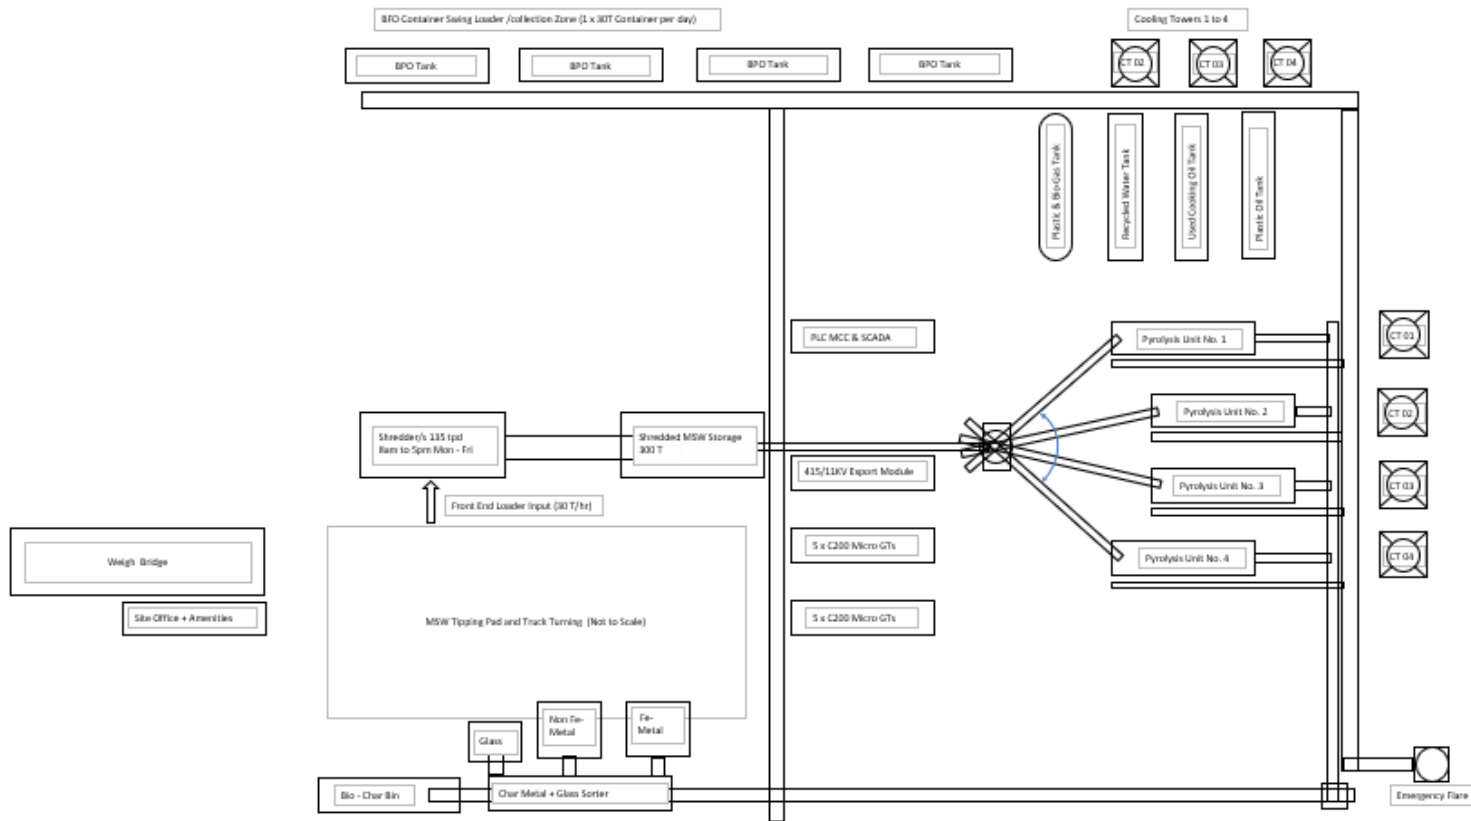 BFO Container Swing Loader /collection Zone (1 x 30T Container per day)
Cooling Towers 1 to 4
BPO Tank
BPO Tank
BPO Tank
BPO Tank
CT 02
CT 03
CT 04
Plastic & Bio-Gas Tank
Recycled Water Tank
Used Cooking Oil Tank
Plastic Oil Tank
PLC MCC & SCADA
Pyrolysis Unit No. 1
CT 01
Pyrolysis Unit No. 2
CT 02
Shredder/s 135 tpd
8am to 5pm Mon - Fri
Shredded MSW Storage
300 T
415/11KV Export Module
Pyrolysis Unit No. 3
CT 03
Front End Loader Input (30 T/hr)
5 x C200 Micro GTs
Pyrolysis Unit No. 4
CT 04
Weigh Bridge
Site Office + Amenities
MSW Tipping Pad and Truck Turning (Not to Scale)
5 x C200 Micro GTs
Glass
Non Fe-
Metal
Fe-
Metal
Bio - Char Bin
Char Metal + Glass Sorter
Emergency Flare